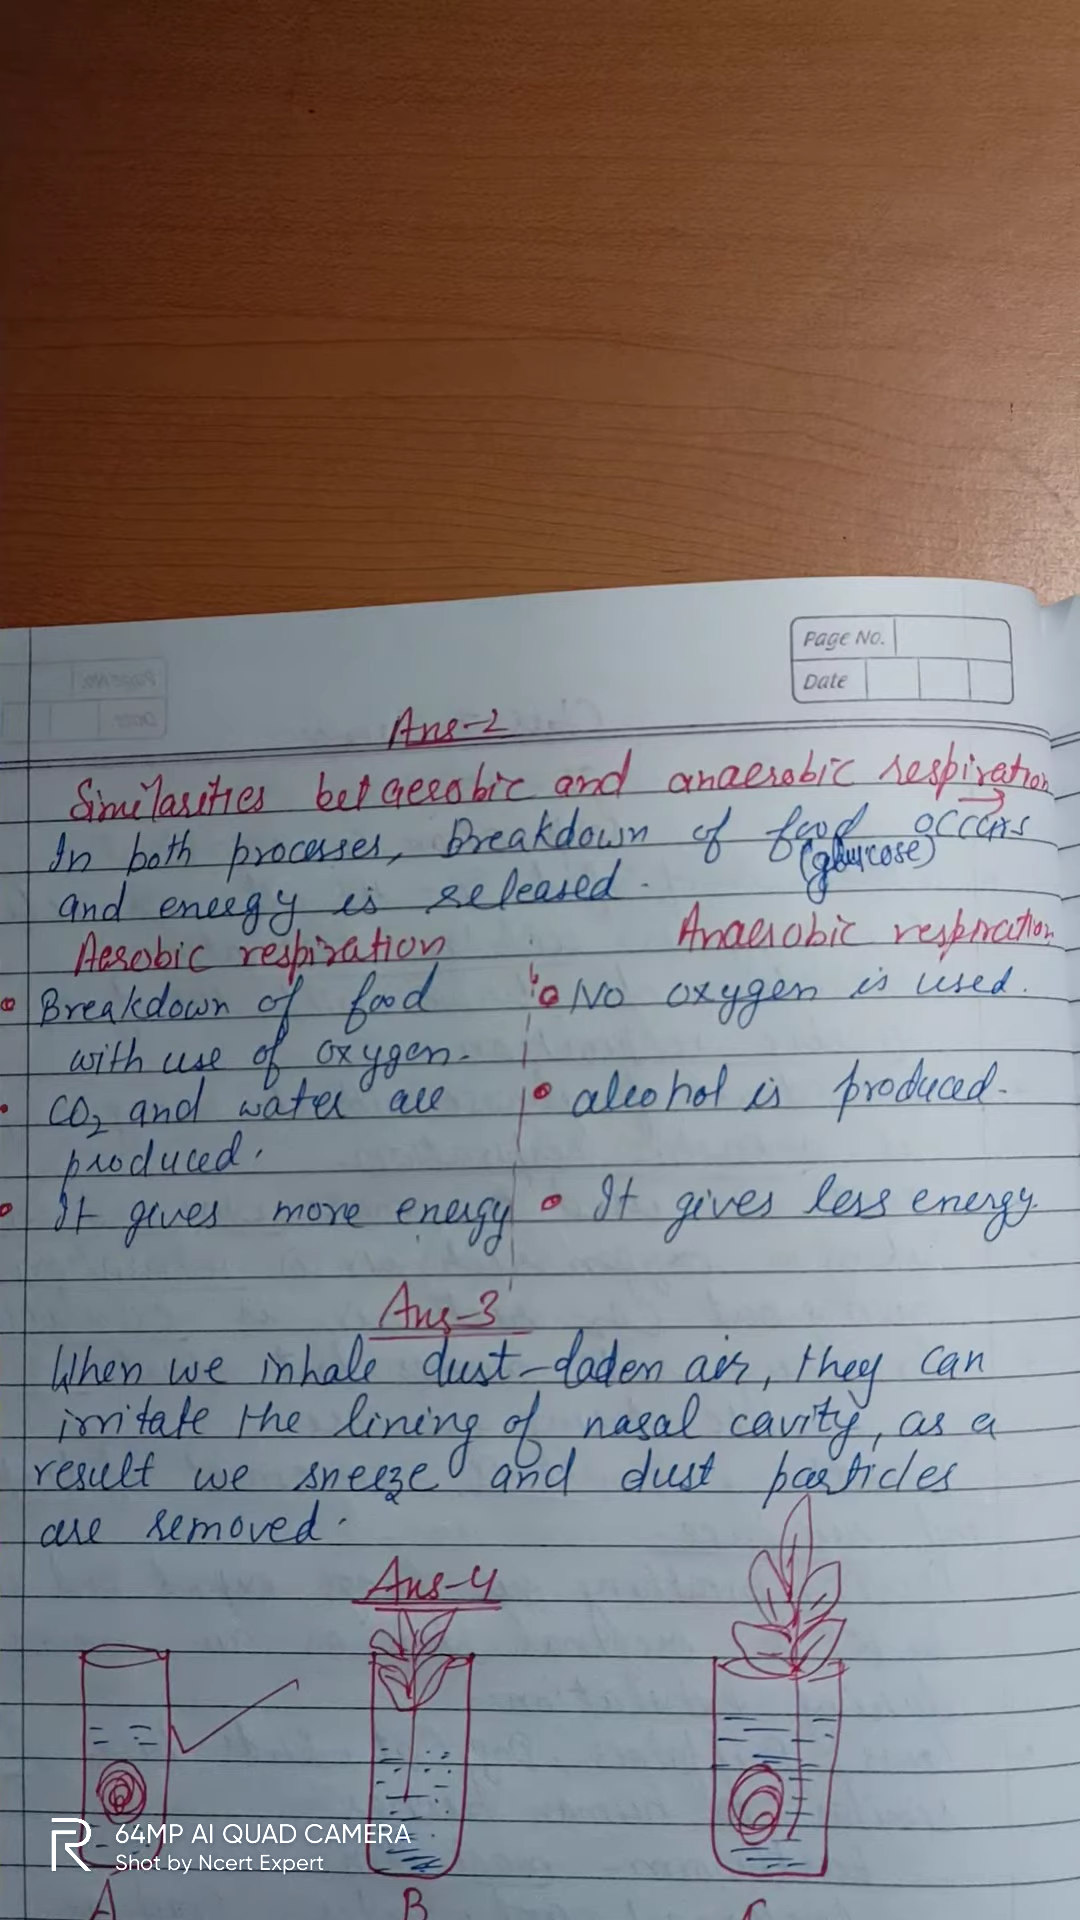 Page No.
Date
Ans-2
Similarities bet aerobic and anaerobic respiration
In both processes, Breakdown of food occurs
(glucose)
and energy is released.
Aerobic respiration Anaerobic respiration
Breakdown of food No oxygen is used.
with use of oxygen.
CO2 and water are alcohol is produced.
produced.
It gives more energy It gives less energy.
Ans-3
When we inhale dust-laden air, they can
irritate the lining of nasal cavity, as a
result we sneeze and dust particles
are removed.
Ans-4
A B C
64MP AI QUAD CAMERA
Shot by Ncert Expert